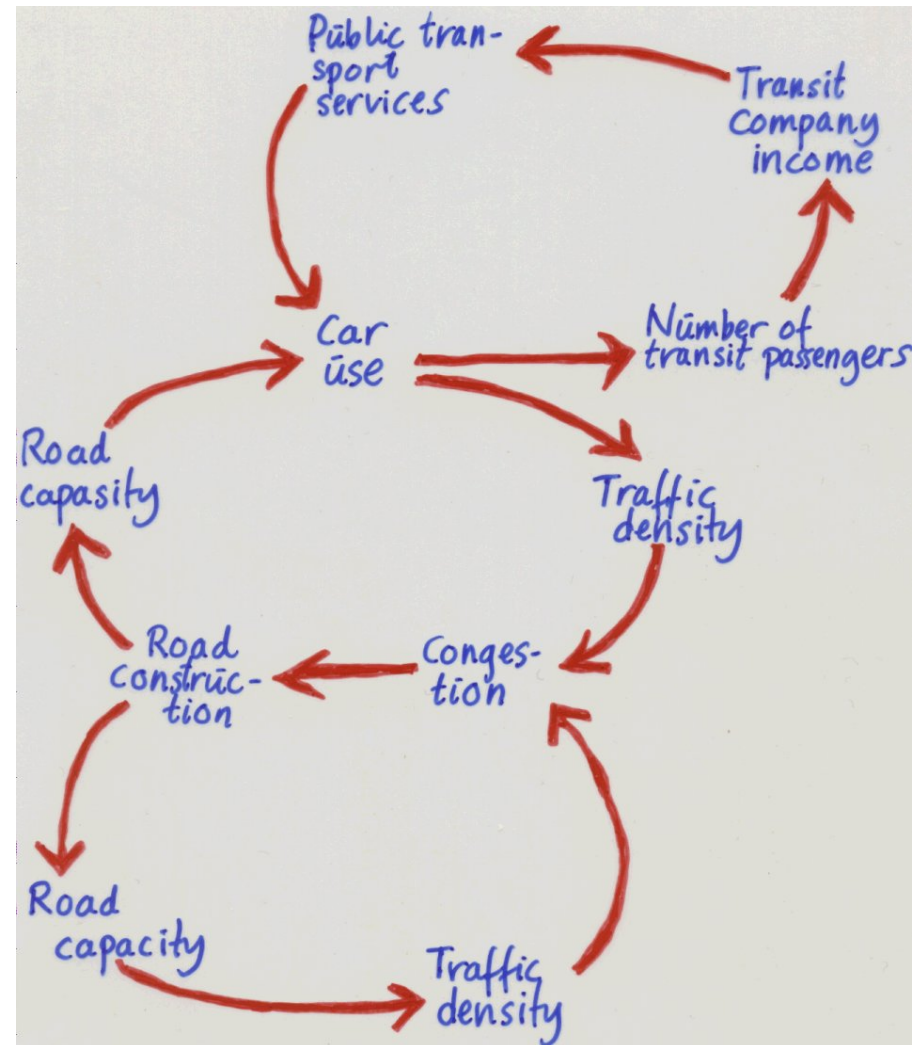 Public tran-
sport
services
Transit
Company
income
Car
use
Number of
transit passengers
Road
capasity
Traffic
density
Road
construc-
tion
Conges-
tion
Road
capacity
Traffic
density